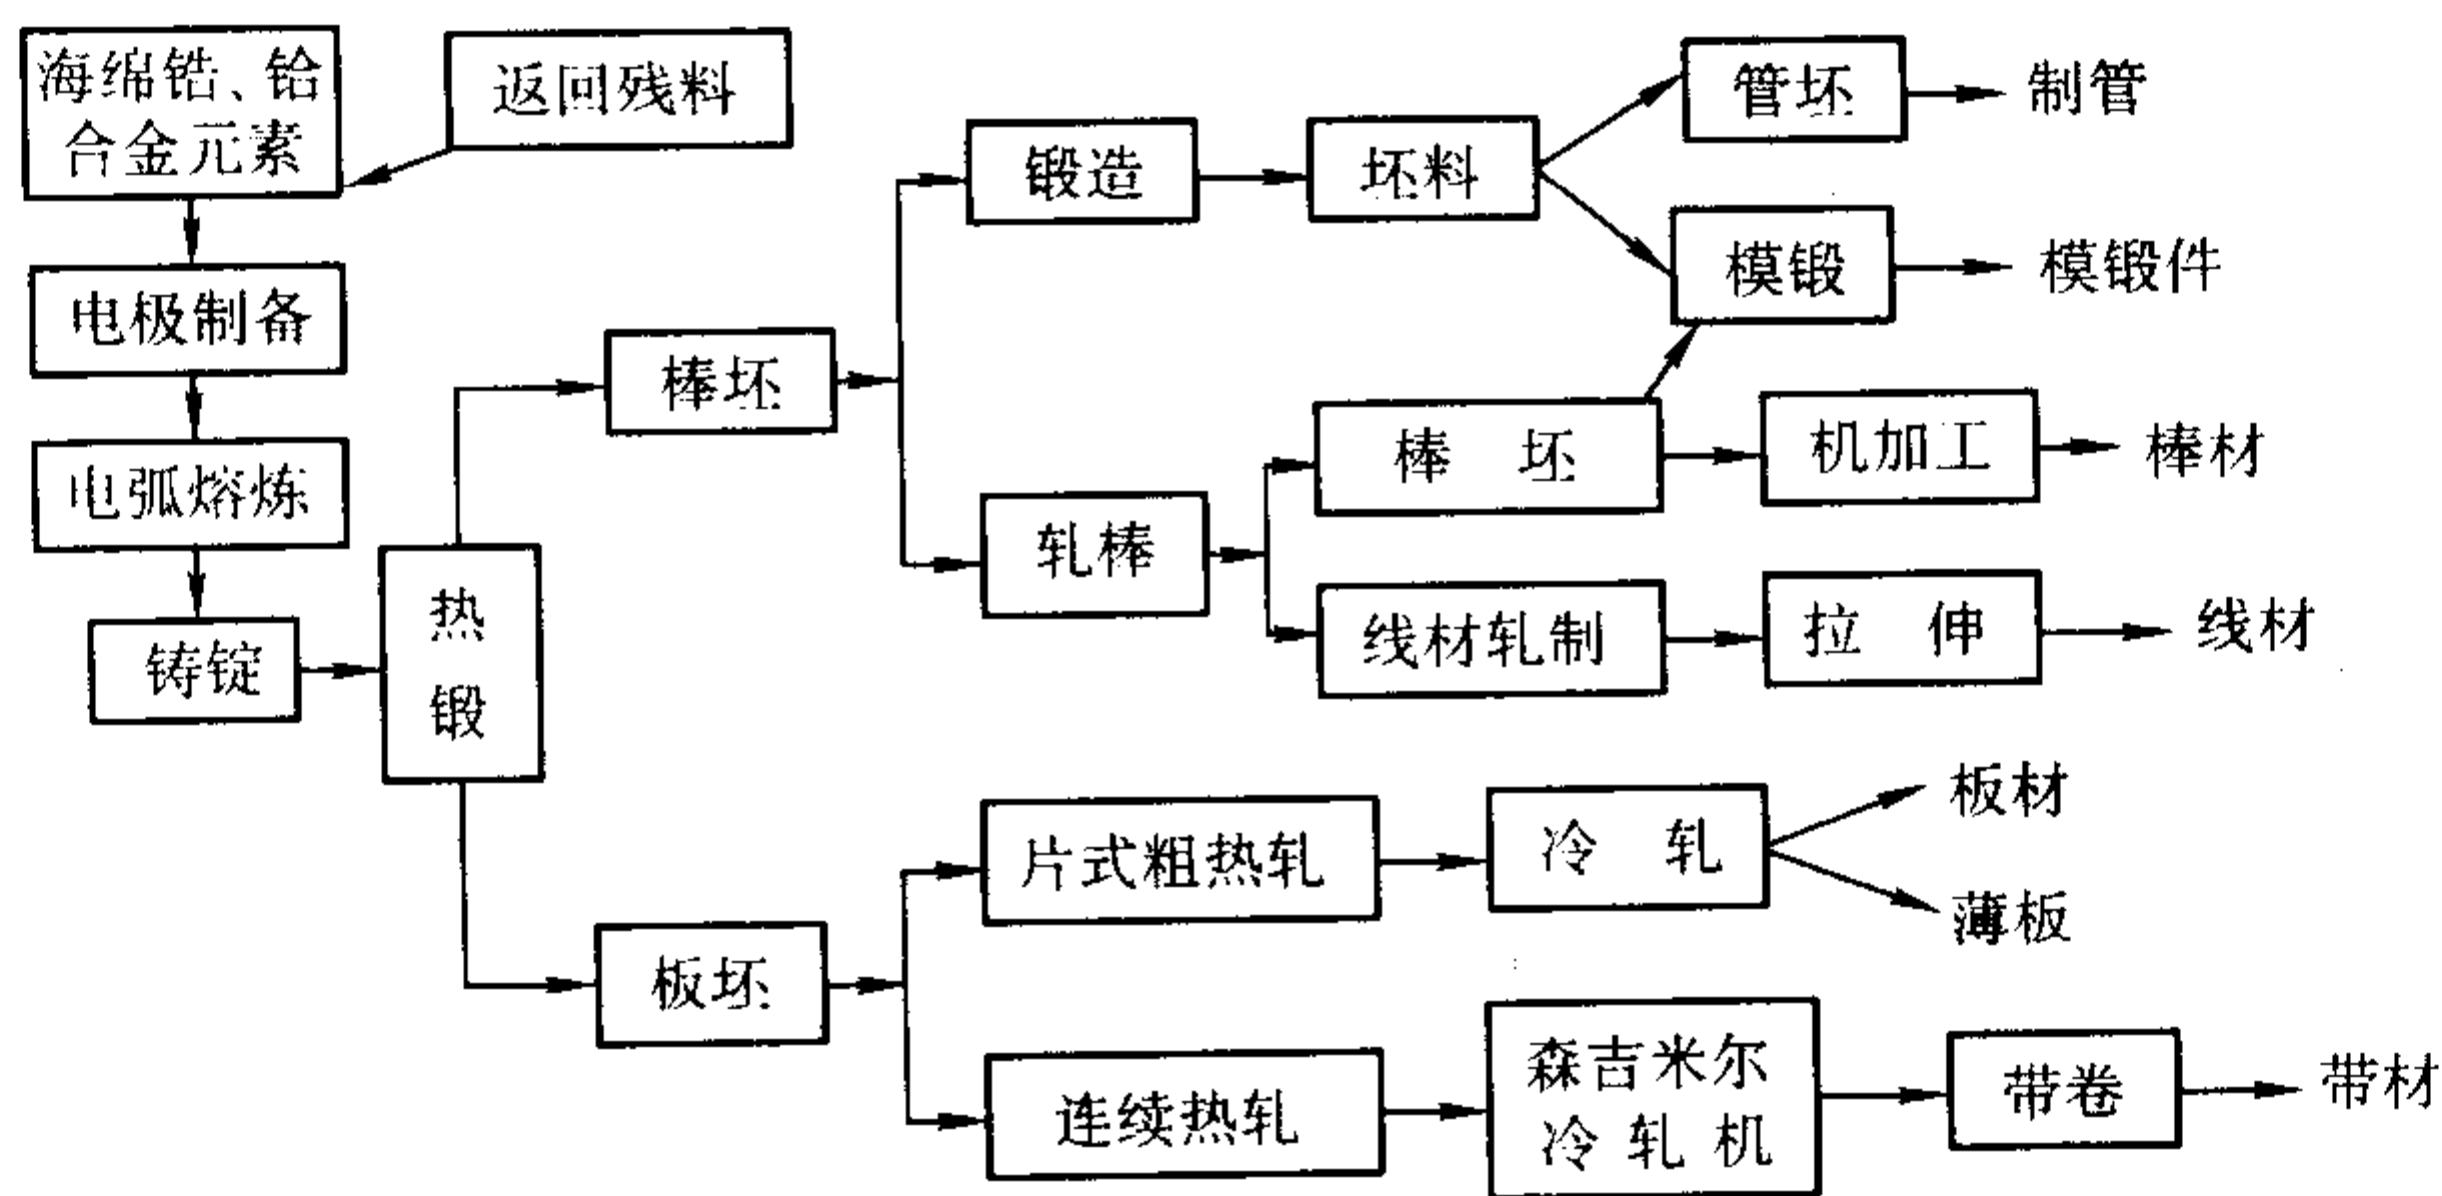 海绵锆、铪
合金元素
返回残料
电极制备
电弧熔炼
铸锭
热
锻
棒坯
锻造
坯料
管坯
制管
模锻
模锻件
轧棒
棒 坯
机加工
棒材
线材轧制
拉 伸
线材
板坯
片式粗热轧
冷 轧
板材
薄板
连续热轧
森吉米尔
冷轧机
带卷
带材